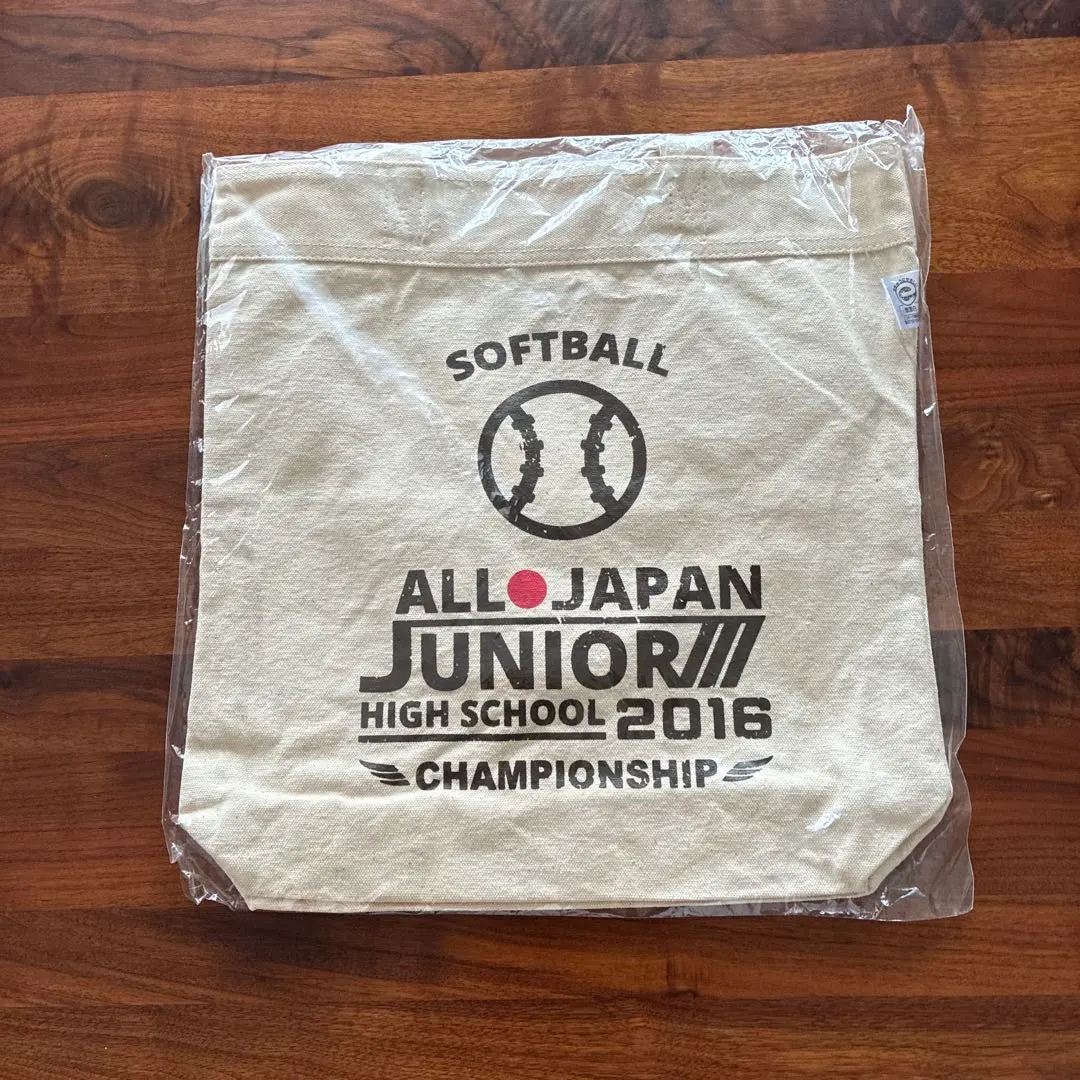 SOFTBALL
ALL JAPAN
JUNIOR
HIGH SCHOOL 2016
CHAMPIONSHIP